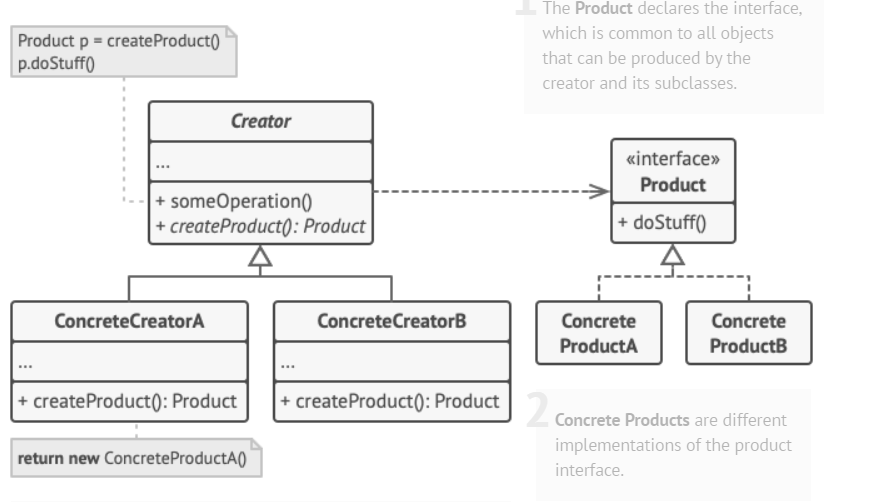 1
The Product declares the interface,
which is common to all objects
that can be produced by the
creator and its subclasses.
Product p = createProduct()
p.doStuff()
Creator
...
+ someOperation()
+ createProduct(): Product
«interface»
Product
+ doStuff()
ConcreteCreatorA
...
+ createProduct(): Product
ConcreteCreatorB
...
+ createProduct(): Product
Concrete
ProductA
Concrete
ProductB
return new ConcreteProductA()
2
Concrete Products are different
implementations of the product
interface.